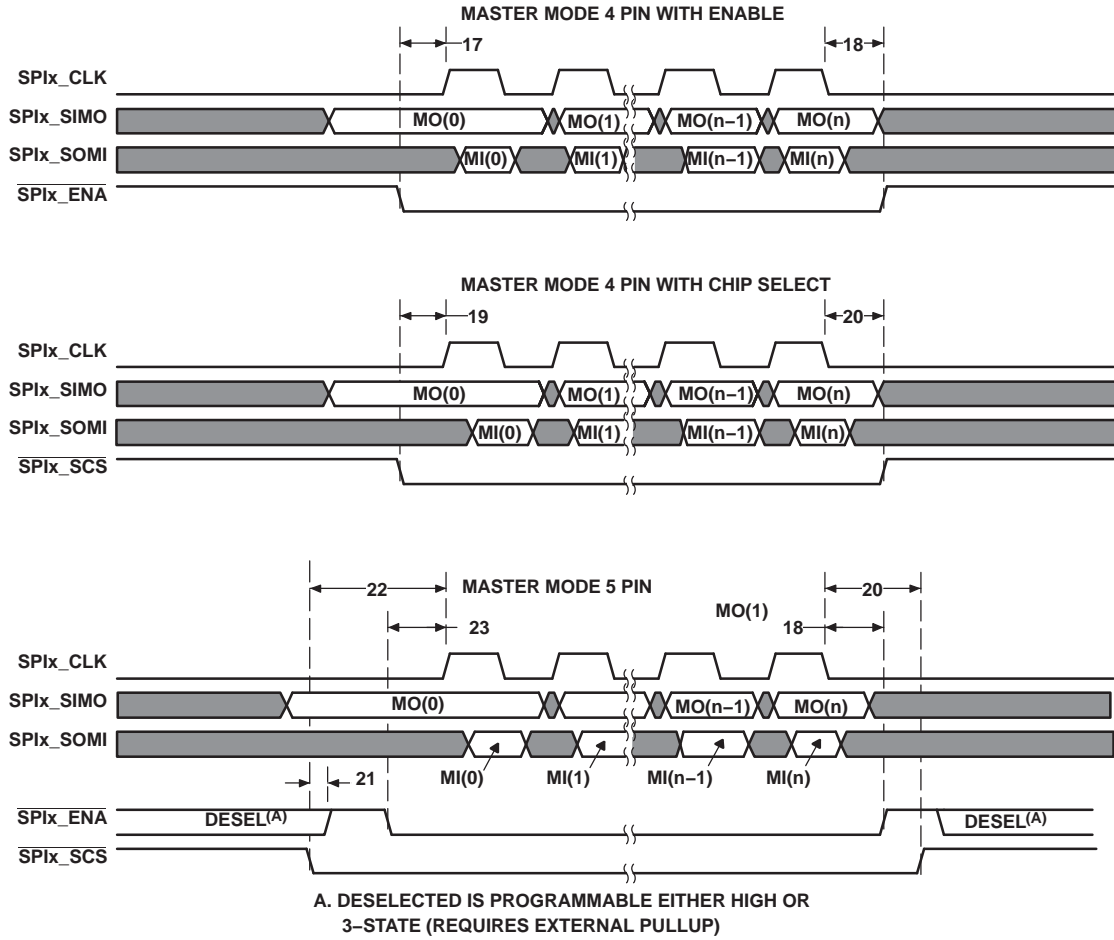 MASTER MODE 4 PIN WITH ENABLE
17 18
SPIx_CLK
SPIx_SIMO MO(0) MO(1) MO(n−1) MO(n)
SPIx_SOMI MI(0) MI(1) MI(n−1) MI(n)
SPIx_ENA
MASTER MODE 4 PIN WITH CHIP SELECT
19 20
SPIx_CLK
SPIx_SIMO MO(0) MO(1) MO(n−1) MO(n)
SPIx_SOMI MI(0) MI(1) MI(n−1) MI(n)
SPIx_SCS
22 MASTER MODE 5 PIN 20
MO(1)
23 18
SPIx_CLK
SPIx_SIMO MO(0) MO(n−1) MO(n)
SPIx_SOMI
MI(0) MI(1) MI(n−1) MI(n)
21
SPIx_ENA DESEL(A) DESEL(A)
SPIx_SCS
A. DESELECTED IS PROGRAMMABLE EITHER HIGH OR
3−STATE (REQUIRES EXTERNAL PULLUP)